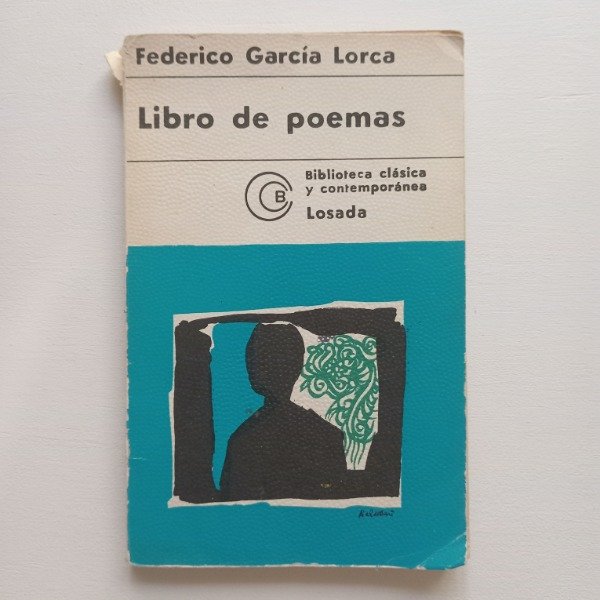 Federico García Lorca
Libro de poemas
B
Biblioteca clásica
y contemporánea
Losada